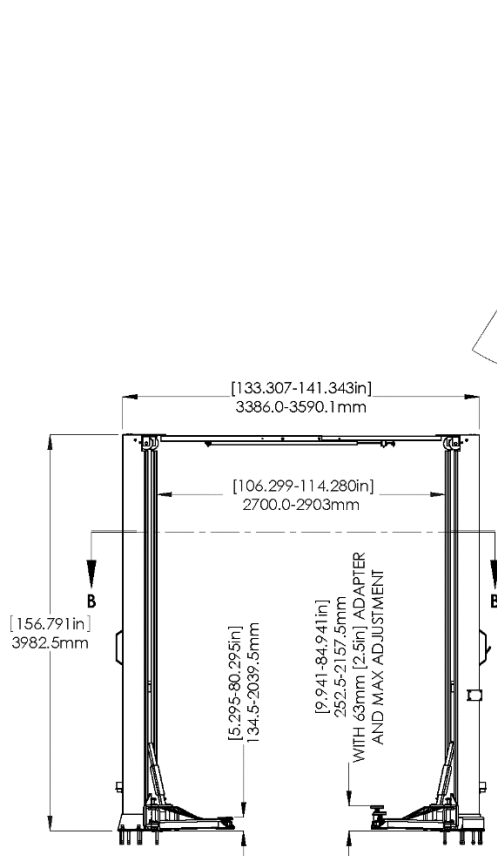 [133.307-141.343in]
3386.0-3590.1mm
[106.299-114.280in]
2700.0-2903mm
B
B
[156.791in]
3982.5mm
[5.295-80.295in]
134.5-2039.5mm
[9.941-84.941in]
252.5-2157.5mm
WITH 63mm [2.5in] ADAPTER
AND MAX ADJUSTMENT